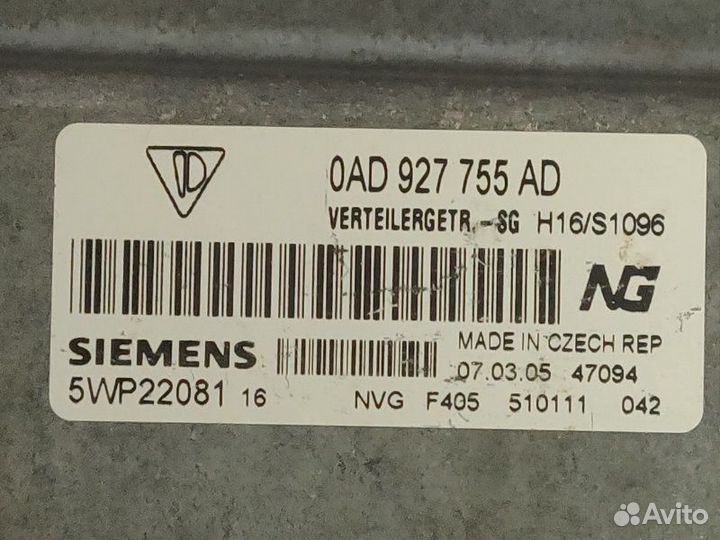 0AD 927 755 AD
VERTEILERGETR.-SG H16/S1096
NG
SIEMENS
MADE IN CZECH REP
07.03.05 47094
5WP22081 16
NVG F405 510111 042
Avito